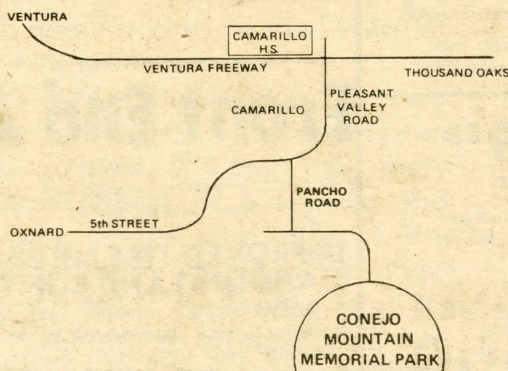 VENTURA
CAMARILLO
H.S.
VENTURA FREEWAY
THOUSAND OAKS
CAMARILLO
PLEASANT
VALLEY
ROAD
PANCHO
ROAD
5th STREET
OXNARD
CONEJO
MOUNTAIN
MEMORIAL PARK